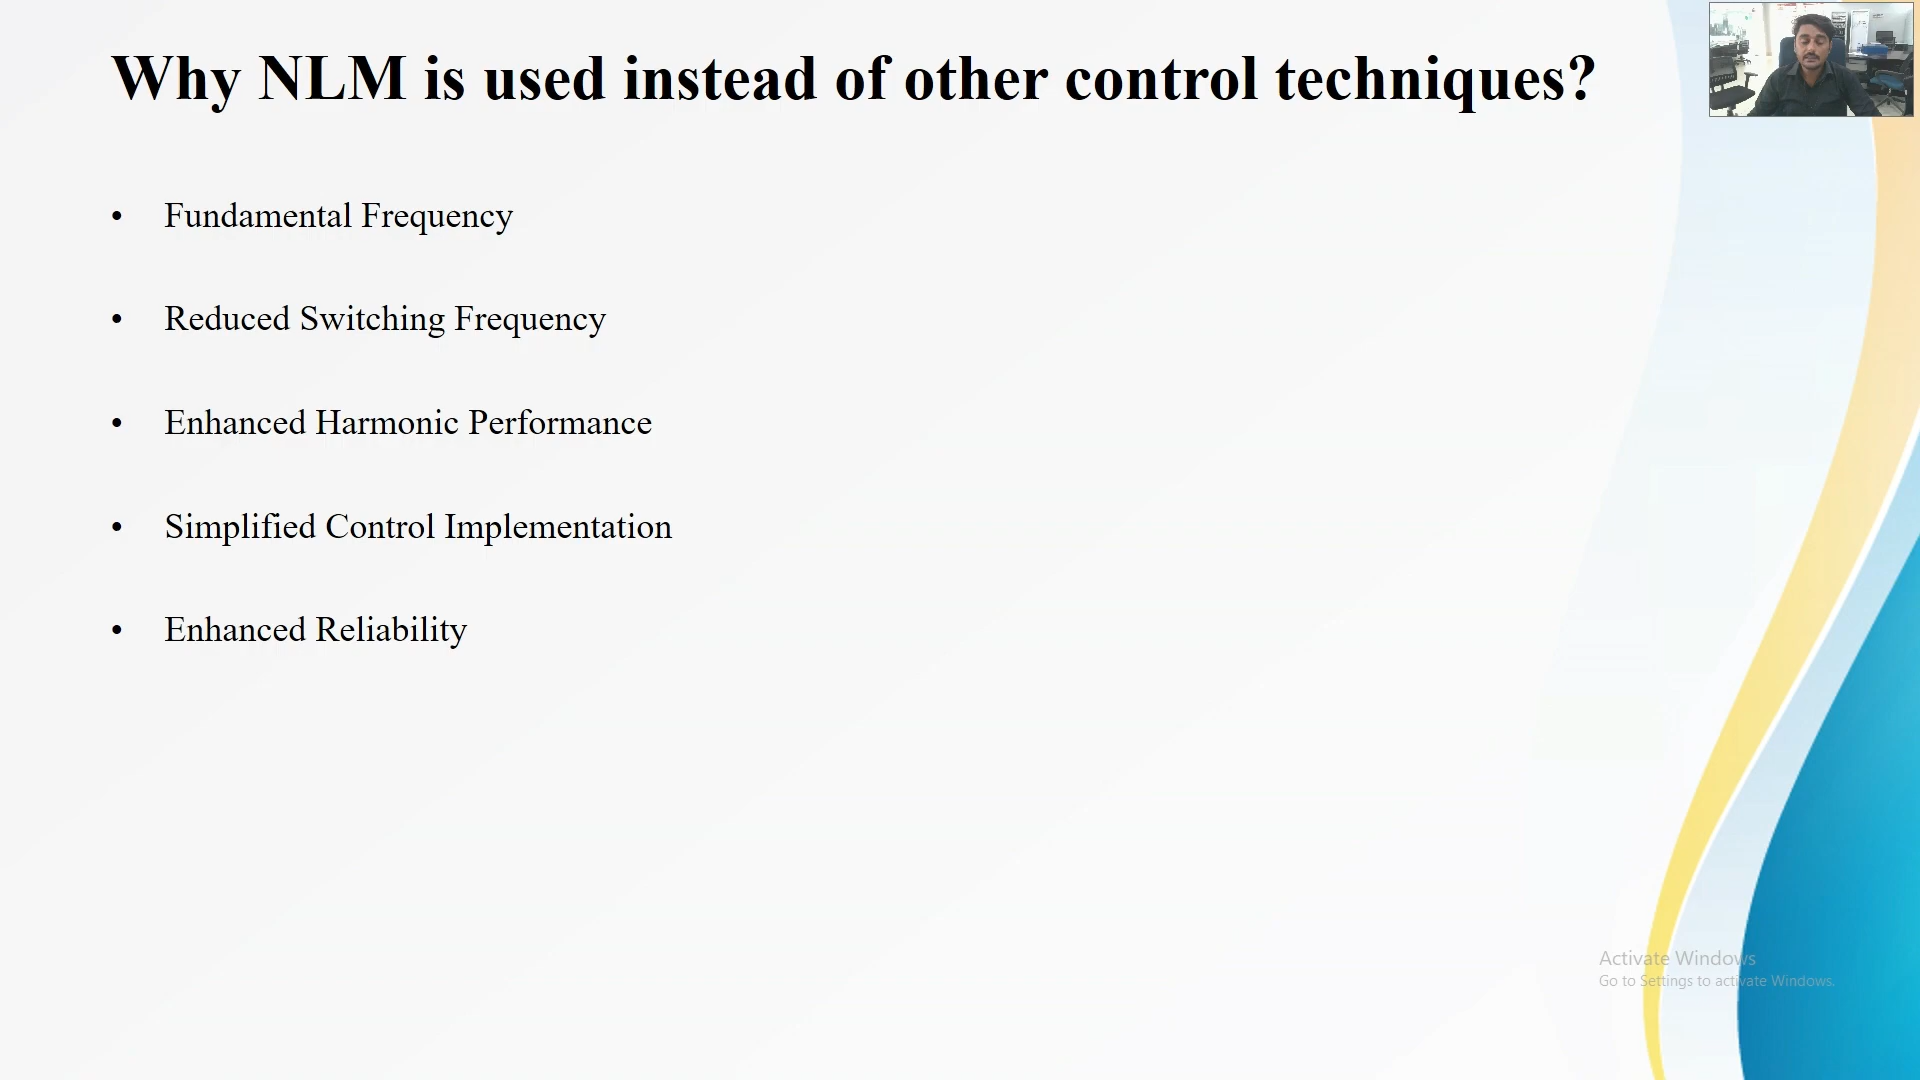 Why NLM is used instead of other control techniques?
• Fundamental Frequency
• Reduced Switching Frequency
• Enhanced Harmonic Performance
• Simplified Control Implementation
• Enhanced Reliability
Activate Windows
Go to Settings to activate Windows.